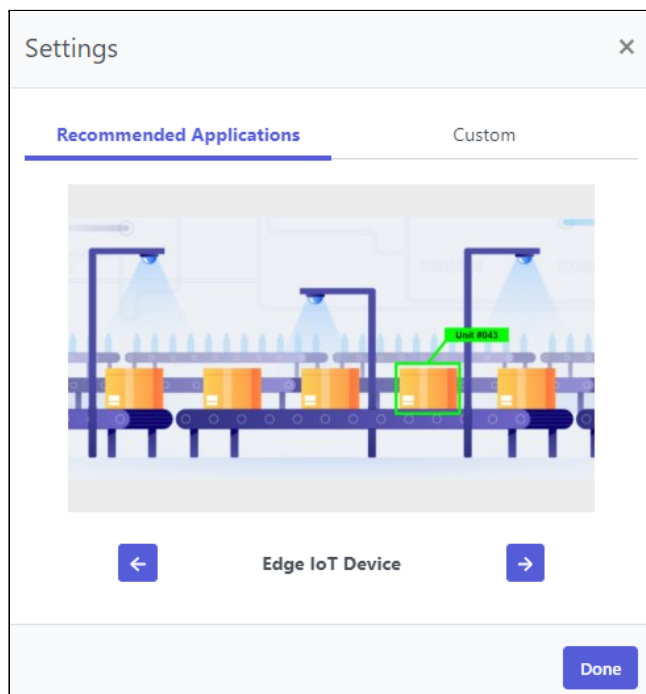 Settings
×
Recommended Applications
Custom
Unit #043
← Edge IoT Device →
Done